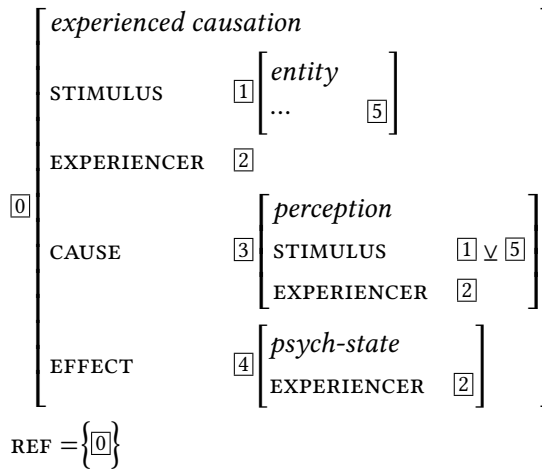 experienced causation
STIMULUS 1 entity
... 5
EXPERIENCER 2
0
perception
CAUSE 3 STIMULUS 1 ⊻ 5
EXPERIENCER 2
psych-state
EFFECT 4 EXPERIENCER 2
REF = {0}